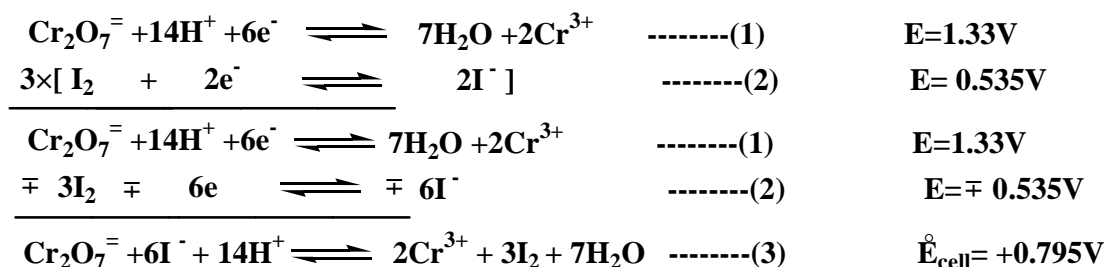 Cr₂O₇⁼ +14H⁺ +6e⁻ ⇌ 7H₂O +2Cr³⁺ --------(1) E=1.33V
3×[ I₂ + 2e⁻ ⇌ 2I⁻ ] --------(2) E= 0.535V
Cr₂O₇⁼ +14H⁺ +6e⁻ ⇌ 7H₂O +2Cr³⁺ --------(1) E=1.33V
∓ 3I₂ ∓ 6e ⇌ ∓ 6I⁻ --------(2) E=∓ 0.535V
Cr₂O₇⁼ +6I⁻ + 14H⁺ ⇌ 2Cr³⁺ + 3I₂ + 7H₂O --------(3) E̊cell= +0.795V